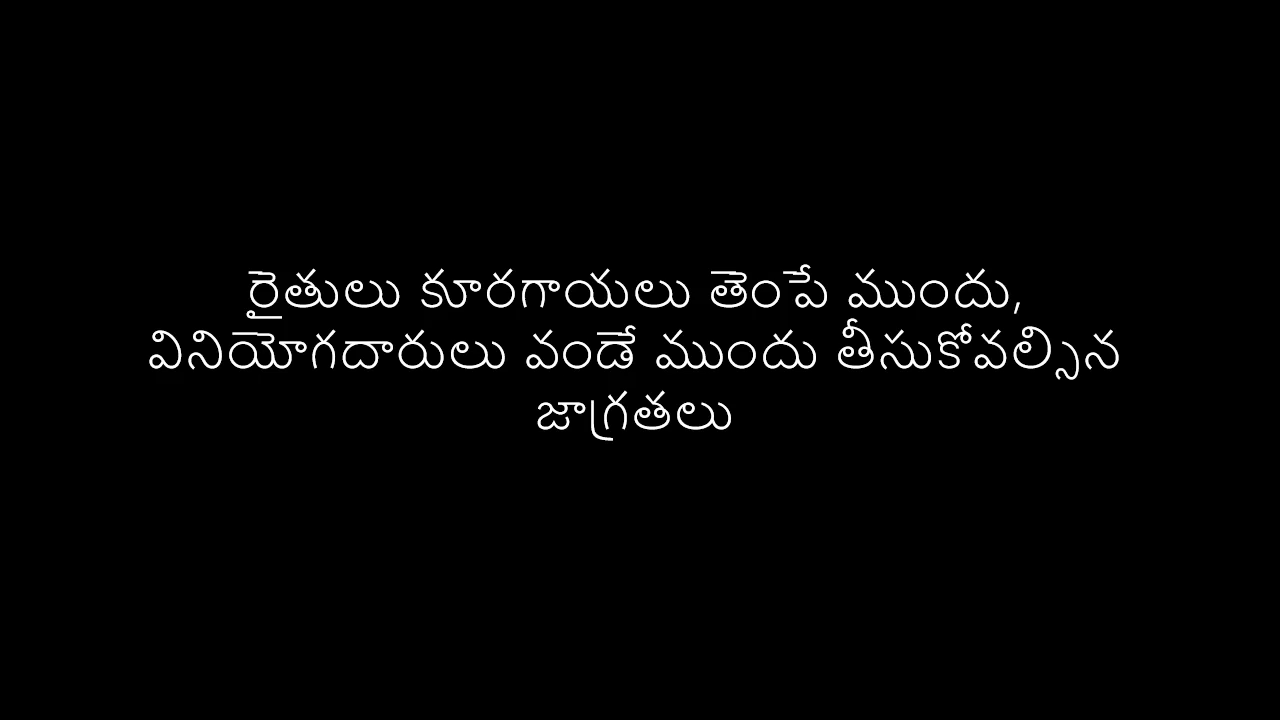 రైతులు కూరగాయలు తెంపే ముందు,
వినియోగదారులు వండే ముందు తీసుకోవల్సిన
జాగ్రతలు